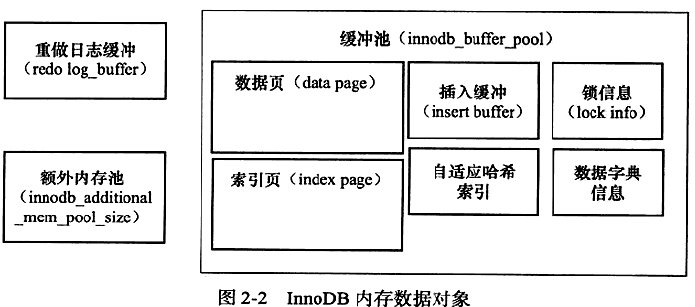 重做日志缓冲
（redo log_buffer）
额外内存池
（innodb_additional
_mem_pool_size）
缓冲池（innodb_buffer_pool）
数据页（data page）
插入缓冲
（insert buffer）
锁信息
（lock info）
索引页（index page）
自适应哈希
索引
数据字典
信息
图 2-2 InnoDB 内存数据对象